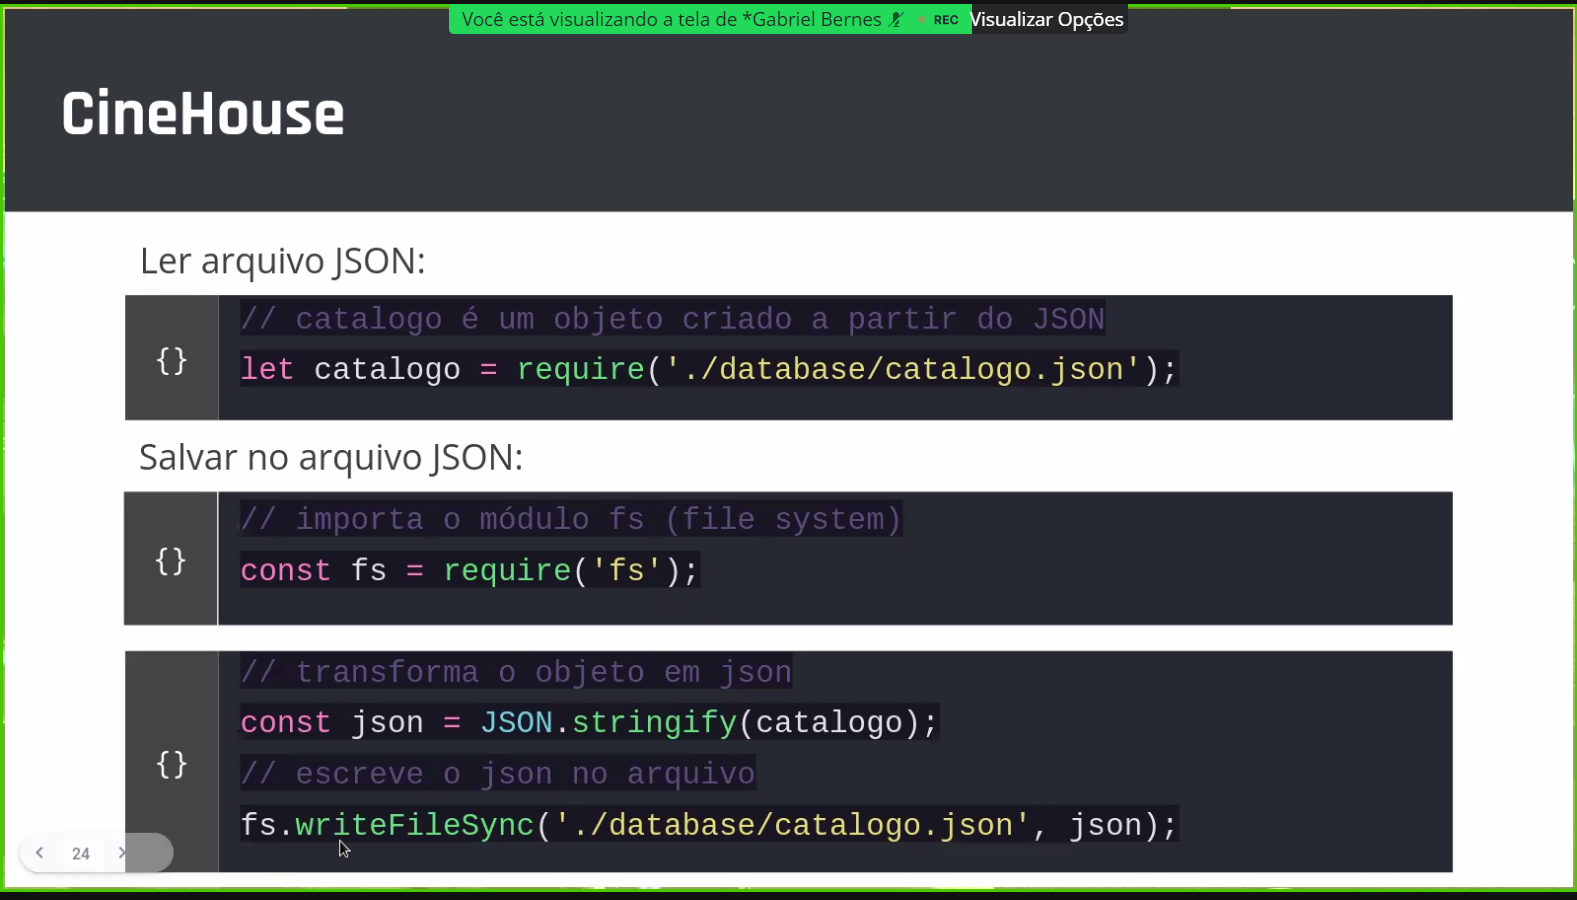 Você está visualizando a tela de *Gabriel Bernes REC Visualizar Opções
CineHouse
Ler arquivo JSON:
{}
// catalogo é um objeto criado a partir do JSON
let catalogo = require('./database/catalogo.json');
Salvar no arquivo JSON:
{}
// importa o módulo fs (file system)
const fs = require('fs');
{}
// transforma o objeto em json
const json = JSON.stringify(catalogo);
// escreve o json no arquivo
fs.writeFileSync('./database/catalogo.json', json);
< 24 >